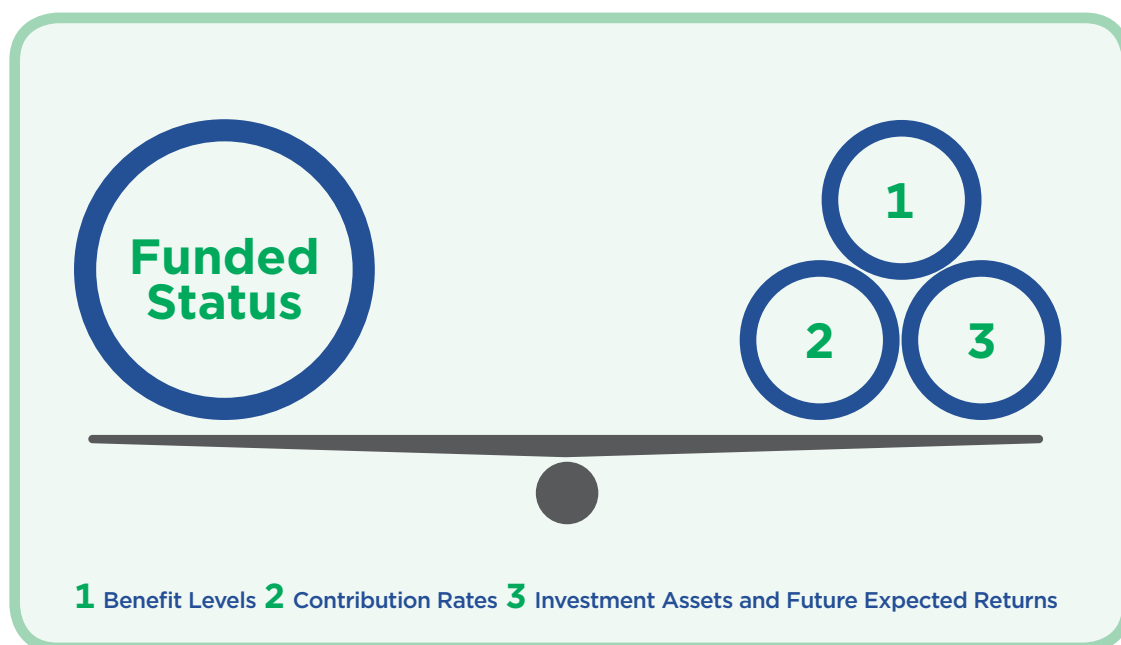 Funded
Status
1
2
3
1 Benefit Levels 2 Contribution Rates 3 Investment Assets and Future Expected Returns